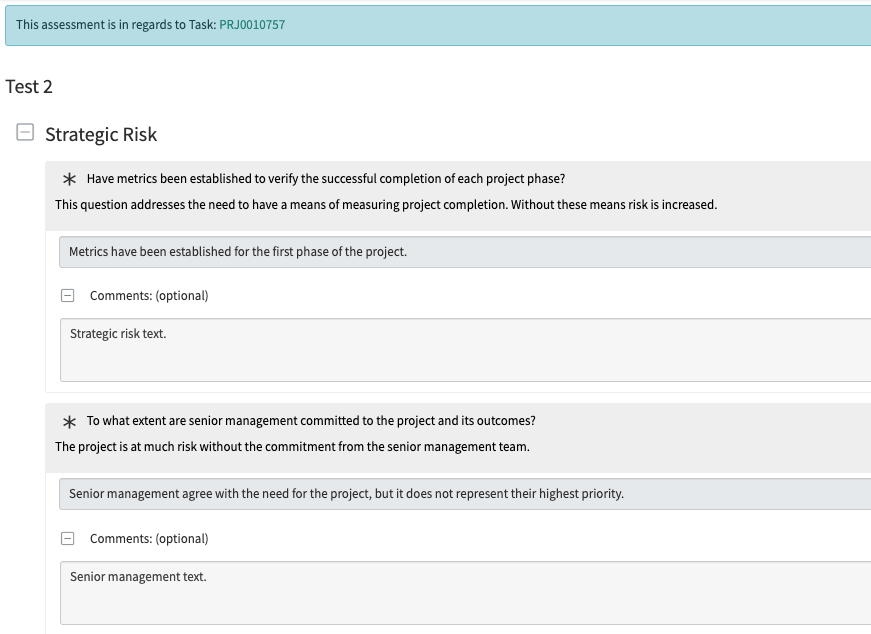 This assessment is in regards to Task: PRJ0010757
Test 2
Strategic Risk
Have metrics been established to verify the successful completion of each project phase?
This question addresses the need to have a means of measuring project completion. Without these means risk is increased.
Metrics have been established for the first phase of the project.
Comments: (optional)
Strategic risk text.
To what extent are senior management committed to the project and its outcomes?
The project is at much risk without the commitment from the senior management team.
Senior management agree with the need for the project, but it does not represent their highest priority.
Comments: (optional)
Senior management text.